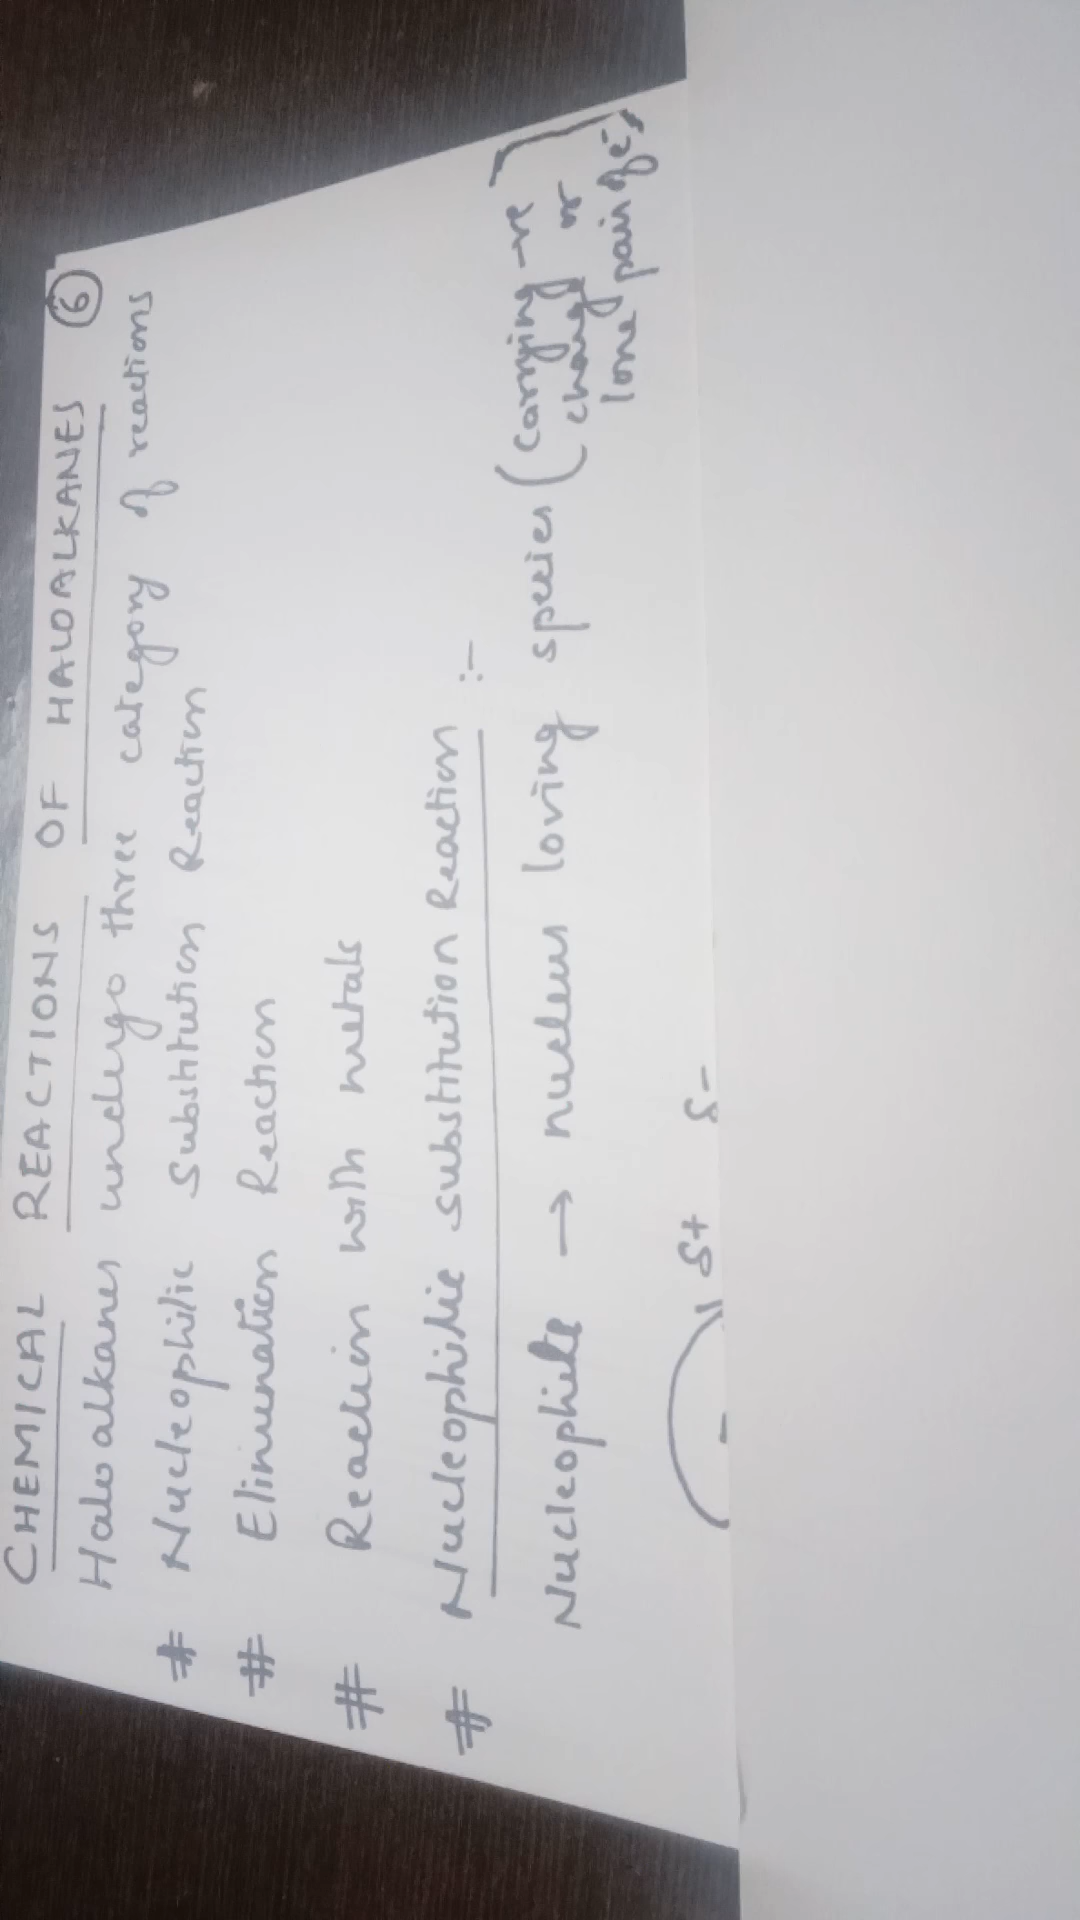 CHEMICAL REACTIONS OF HALOALKANES 6
Haloalkanes undergo three category of reactions
# Nucleophilic Substitution Reaction
# Elimination Reaction
# Reaction with metals
# Nucleophilic substitution Reaction :-
Nucleophile → nucleus loving species (carrying -ve
charge or
lone pair of e-)
δ+ δ-
-